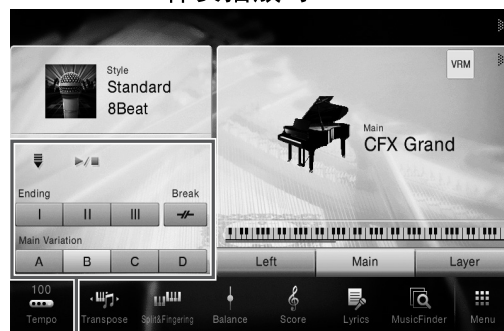 Style
Standard
8Beat
VRM
Main
CFX Grand
Ending
Break
I II III
Main Variation
A B C D
Left Main Layer
100
Tempo Transpose Split&Fingering Balance Score Lyrics MusicFinder Menu